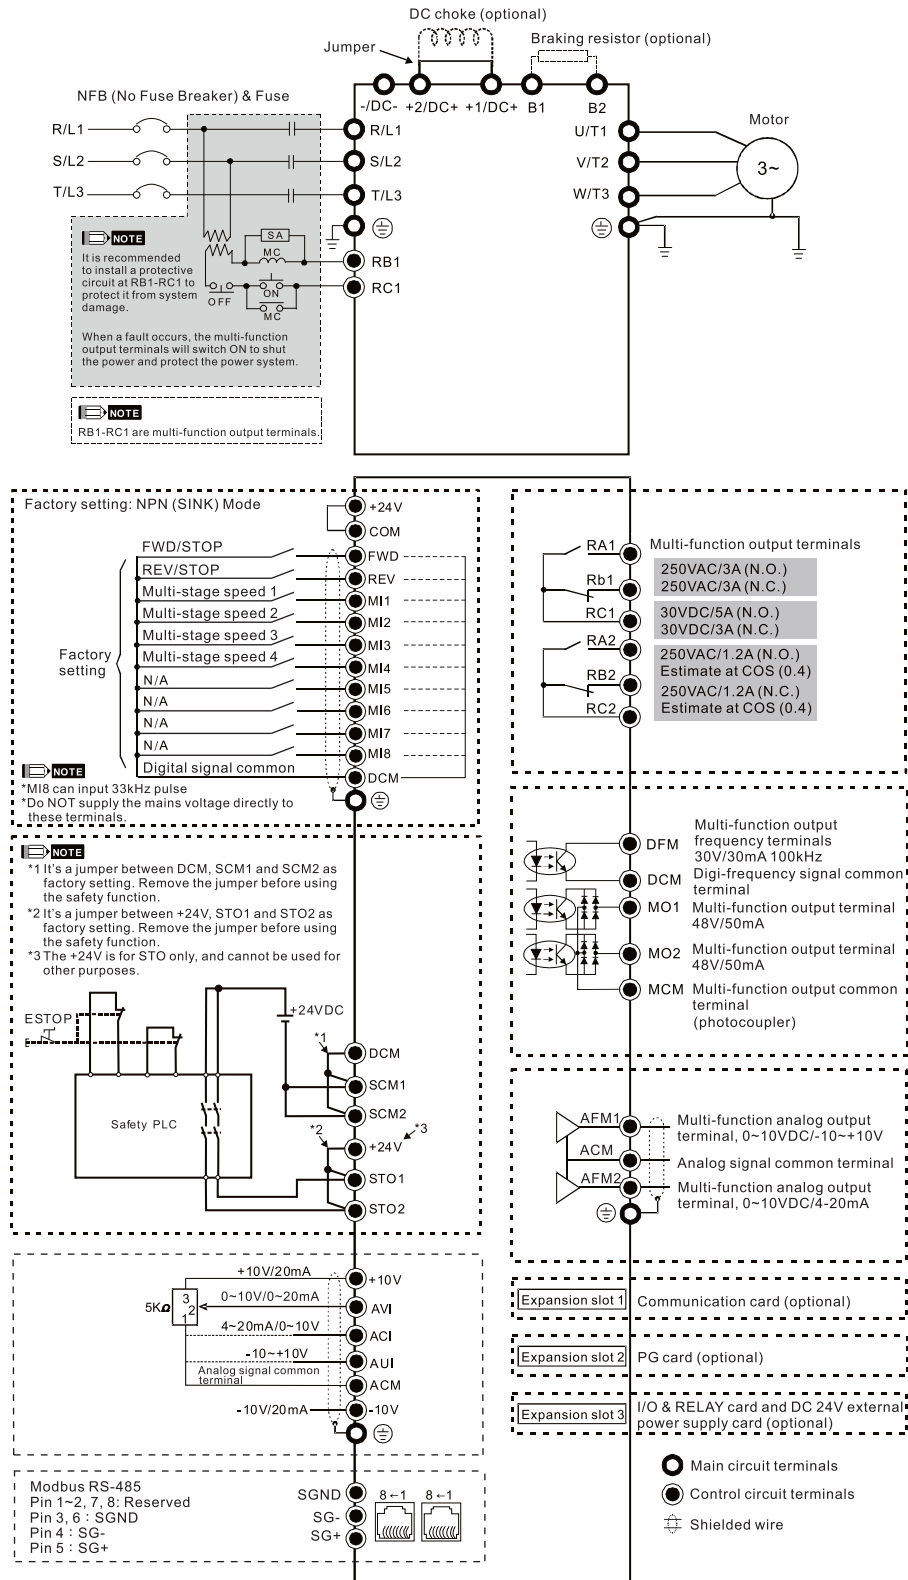 DC choke (optional)
Jumper
Braking resistor (optional)
NFB (No Fuse Breaker) & Fuse
-/DC-
+2/DC+
+1/DC+
B1
B2
R/L1
S/L2
T/L3
R/L1
S/L2
T/L3
U/T1
V/T2
W/T3
Motor
3~
NOTE
It is recommended
to install a protective
circuit at RB1-RC1 to
protect it from system
damage.
When a fault occurs, the multi-function
output terminals will switch ON to shut
the power and protect the power system.
SA
MC
ON
OFF
MC
RB1
RC1
NOTE
RB1-RC1 are multi-function output terminals.
Factory setting: NPN (SINK) Mode
+24V
COM
FWD/STOP
FWD
REV/STOP
REV
Multi-stage speed 1
MI1
Multi-stage speed 2
MI2
Multi-stage speed 3
MI3
Multi-stage speed 4
MI4
N/A
MI5
N/A
MI6
N/A
MI7
N/A
MI8
Digital signal common
DCM
Factory
setting
NOTE
*MI8 can input 33kHz pulse
*Do NOT supply the mains voltage directly to
these terminals.
NOTE
*1 It's a jumper between DCM, SCM1 and SCM2 as
factory setting. Remove the jumper before using
the safety function.
*2 It's a jumper between +24V, STO1 and STO2 as
factory setting. Remove the jumper before using
the safety function.
*3 The +24V is for STO only, and cannot be used for
other purposes.
ESTOP
+24VDC
Safety PLC
*1
DCM
SCM1
SCM2
*2
+24V
*3
STO1
STO2
+10V/20mA
+10V
5KΩ
3
2
1
0~10V/0~20mA
AVI
4~20mA/0~10V
ACI
-10~+10V
AUI
Analog signal common
terminal
ACM
-10V/20mA
-10V
Modbus RS-485
Pin 1~2, 7, 8: Reserved
Pin 3, 6 : SGND
Pin 4 : SG-
Pin 5 : SG+
SGND
SG-
SG+
8←1
8←1
RA1
Rb1
RC1
RA2
RB2
RC2
Multi-function output terminals
250VAC/3A (N.O.)
250VAC/3A (N.C.)
30VDC/5A (N.O.)
30VDC/3A (N.C.)
250VAC/1.2A (N.O.)
Estimate at COS (0.4)
250VAC/1.2A (N.C.)
Estimate at COS (0.4)
DFM
Multi-function output
frequency terminals
30V/30mA 100kHz
DCM
Digi-frequency signal common
terminal
MO1
Multi-function output terminal
48V/50mA
MO2
Multi-function output terminal
48V/50mA
MCM
Multi-function output common
terminal
(photocoupler)
AFM1
Multi-function analog output
terminal, 0~10VDC/-10~+10V
ACM
Analog signal common terminal
AFM2
Multi-function analog output
terminal, 0~10VDC/4-20mA
Expansion slot 1
Communication card (optional)
Expansion slot 2
PG card (optional)
Expansion slot 3
I/O & RELAY card and DC 24V external
power supply card (optional)
Main circuit terminals
Control circuit terminals
Shielded wire